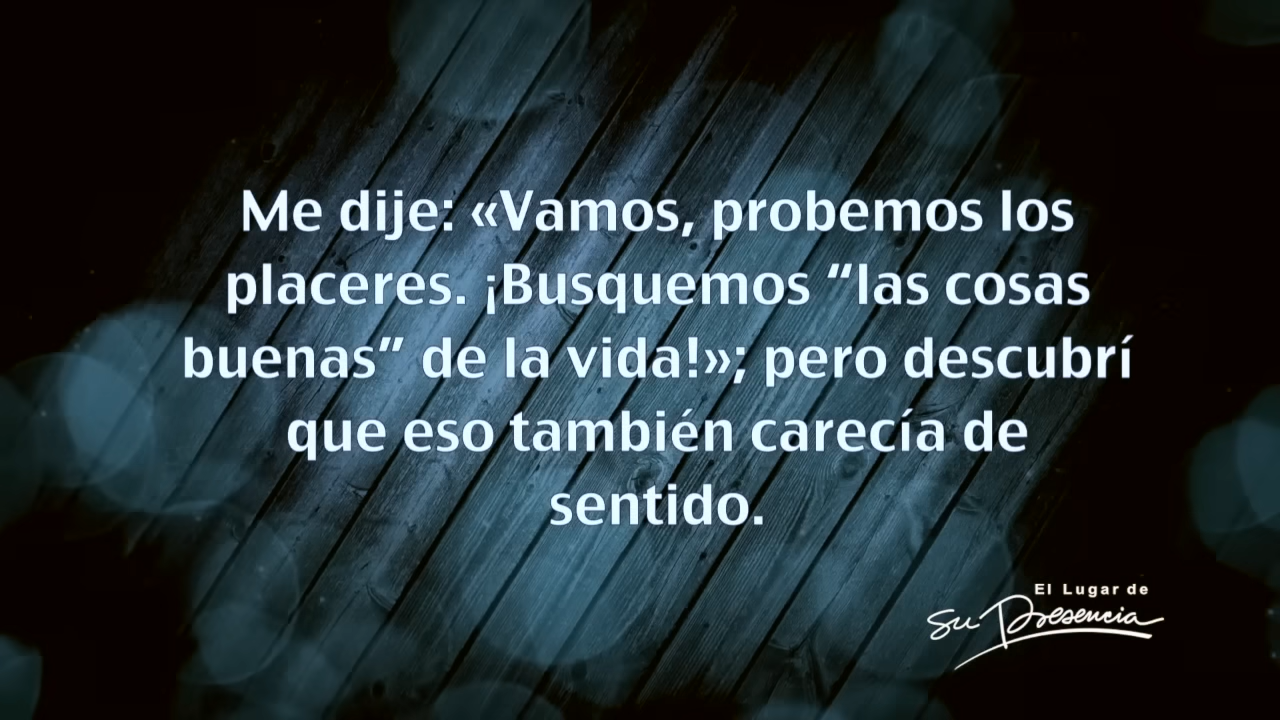 Me dije: «Vamos, probemos los
placeres. ¡Busquemos “las cosas
buenas” de la vida!»; pero descubrí
que eso también carecía de
sentido.
El Lugar de
Su Presencia